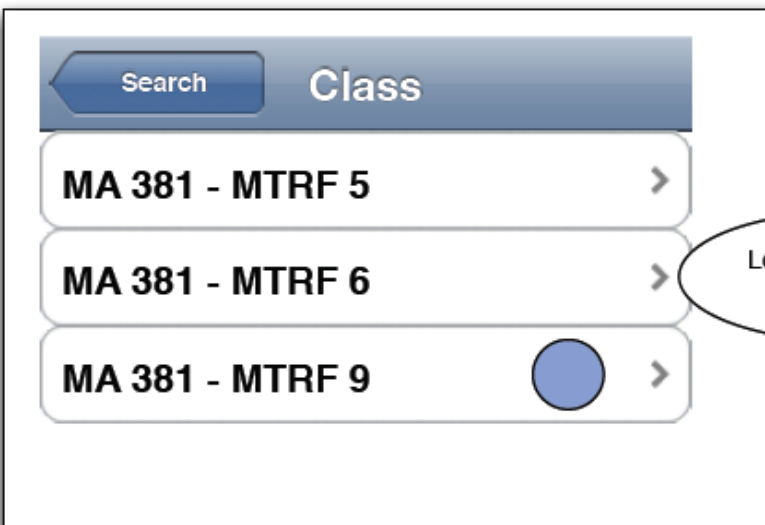 Search
Class
MA 381 - MTRF 5
MA 381 - MTRF 6
MA 381 - MTRF 9